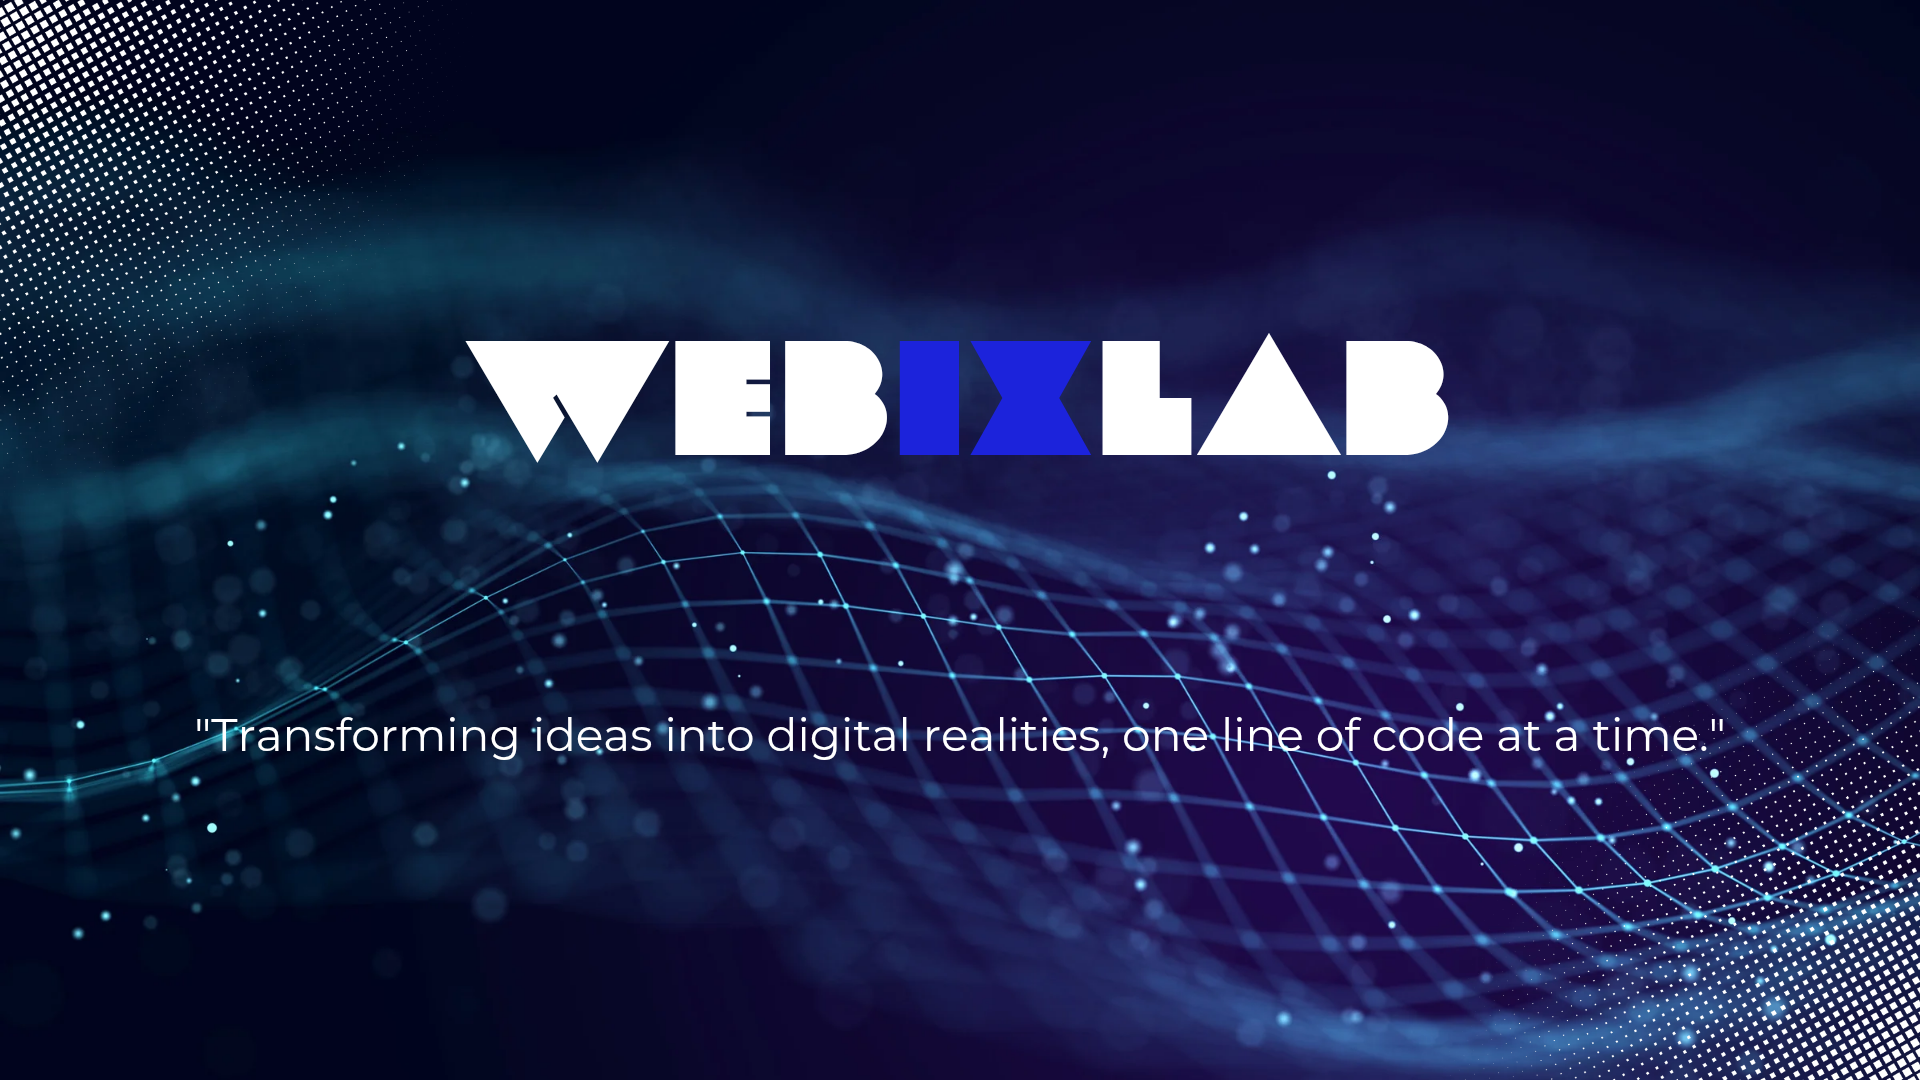 WEBIXLAB
"Transforming ideas into digital realities, one line of code at a time."